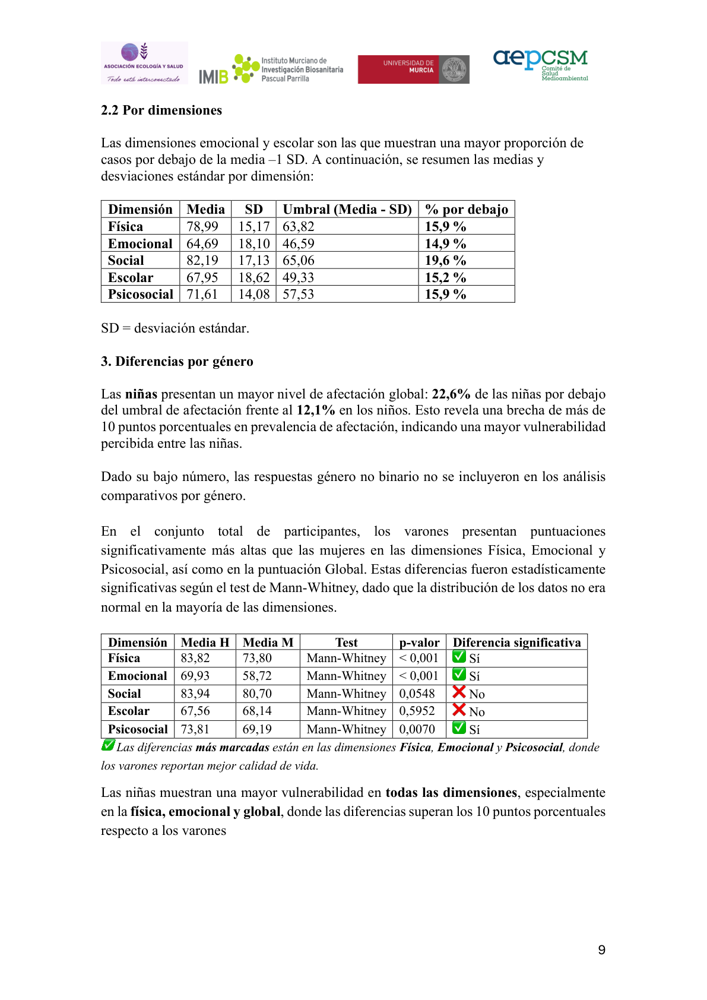 ASOCIACIÓN ECOLOGÍA Y SALUD
Todo está interconectado
IMIB
Instituto Murciano de
Investigación Biosanitaria
Pascual Parrilla
UNIVERSIDAD DE
MURCIA
aepCSM
Comité de
Salud
Medioambiental
2.2 Por dimensiones
Las dimensiones emocional y escolar son las que muestran una mayor proporción de
casos por debajo de la media –1 SD. A continuación, se resumen las medias y
desviaciones estándar por dimensión:
Dimensión Media SD Umbral (Media - SD) % por debajo
Física 78,99 15,17 63,82 15,9 %
Emocional 64,69 18,10 46,59 14,9 %
Social 82,19 17,13 65,06 19,6 %
Escolar 67,95 18,62 49,33 15,2 %
Psicosocial 71,61 14,08 57,53 15,9 %
SD = desviación estándar.
3. Diferencias por género
Las niñas presentan un mayor nivel de afectación global: 22,6% de las niñas por debajo
del umbral de afectación frente al 12,1% en los niños. Esto revela una brecha de más de
10 puntos porcentuales en prevalencia de afectación, indicando una mayor vulnerabilidad
percibida entre las niñas.
Dado su bajo número, las respuestas género no binario no se incluyeron en los análisis
comparativos por género.
En el conjunto total de participantes, los varones presentan puntuaciones
significativamente más altas que las mujeres en las dimensiones Física, Emocional y
Psicosocial, así como en la puntuación Global. Estas diferencias fueron estadísticamente
significativas según el test de Mann-Whitney, dado que la distribución de los datos no era
normal en la mayoría de las dimensiones.
Dimensión Media H Media M Test p-valor Diferencia significativa
Física 83,82 73,80 Mann-Whitney < 0,001 ✅ Sí
Emocional 69,93 58,72 Mann-Whitney < 0,001 ✅ Sí
Social 83,94 80,70 Mann-Whitney 0,0548 ❌ No
Escolar 67,56 68,14 Mann-Whitney 0,5952 ❌ No
Psicosocial 73,81 69,19 Mann-Whitney 0,0070 ✅ Sí
✅ Las diferencias más marcadas están en las dimensiones Física, Emocional y Psicosocial, donde
los varones reportan mejor calidad de vida.
Las niñas muestran una mayor vulnerabilidad en todas las dimensiones, especialmente
en la física, emocional y global, donde las diferencias superan los 10 puntos porcentuales
respecto a los varones
9